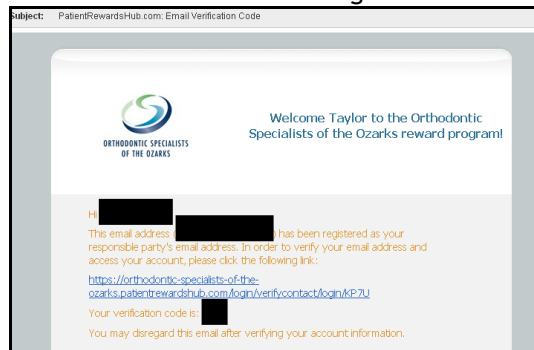 Subject: PatientRewardsHub.com: Email Verification Code
Welcome Taylor to the Orthodontic
Specialists of the Ozarks reward program!
ORTHODONTIC SPECIALISTS
OF THE OZARKS
Hi
This email address ( ) has been registered as your
responsible party's email address. In order to verify your email address and
access your account, please click the following link:
https://orthodontic-specialists-of-the-
ozarks.patientrewardshub.com/login/verifycontact/login/KP7U
Your verification code is:
You may disregard this email after verifying your account information.